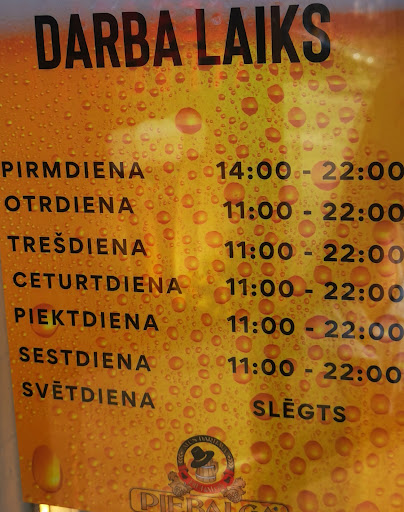 DARBA LAIKS
PIRMDIENA 14:00 - 22:00
OTRDIENA 11:00 - 22:00
TREŠDIENA 11:00 - 22:00
CETURTDIENA 11:00 - 22:00
PIEKTDIENA 11:00 - 22:00
SESTDIENA 11:00 - 22:00
SVĒTDIENA SLĒGTS
PIEBALGA